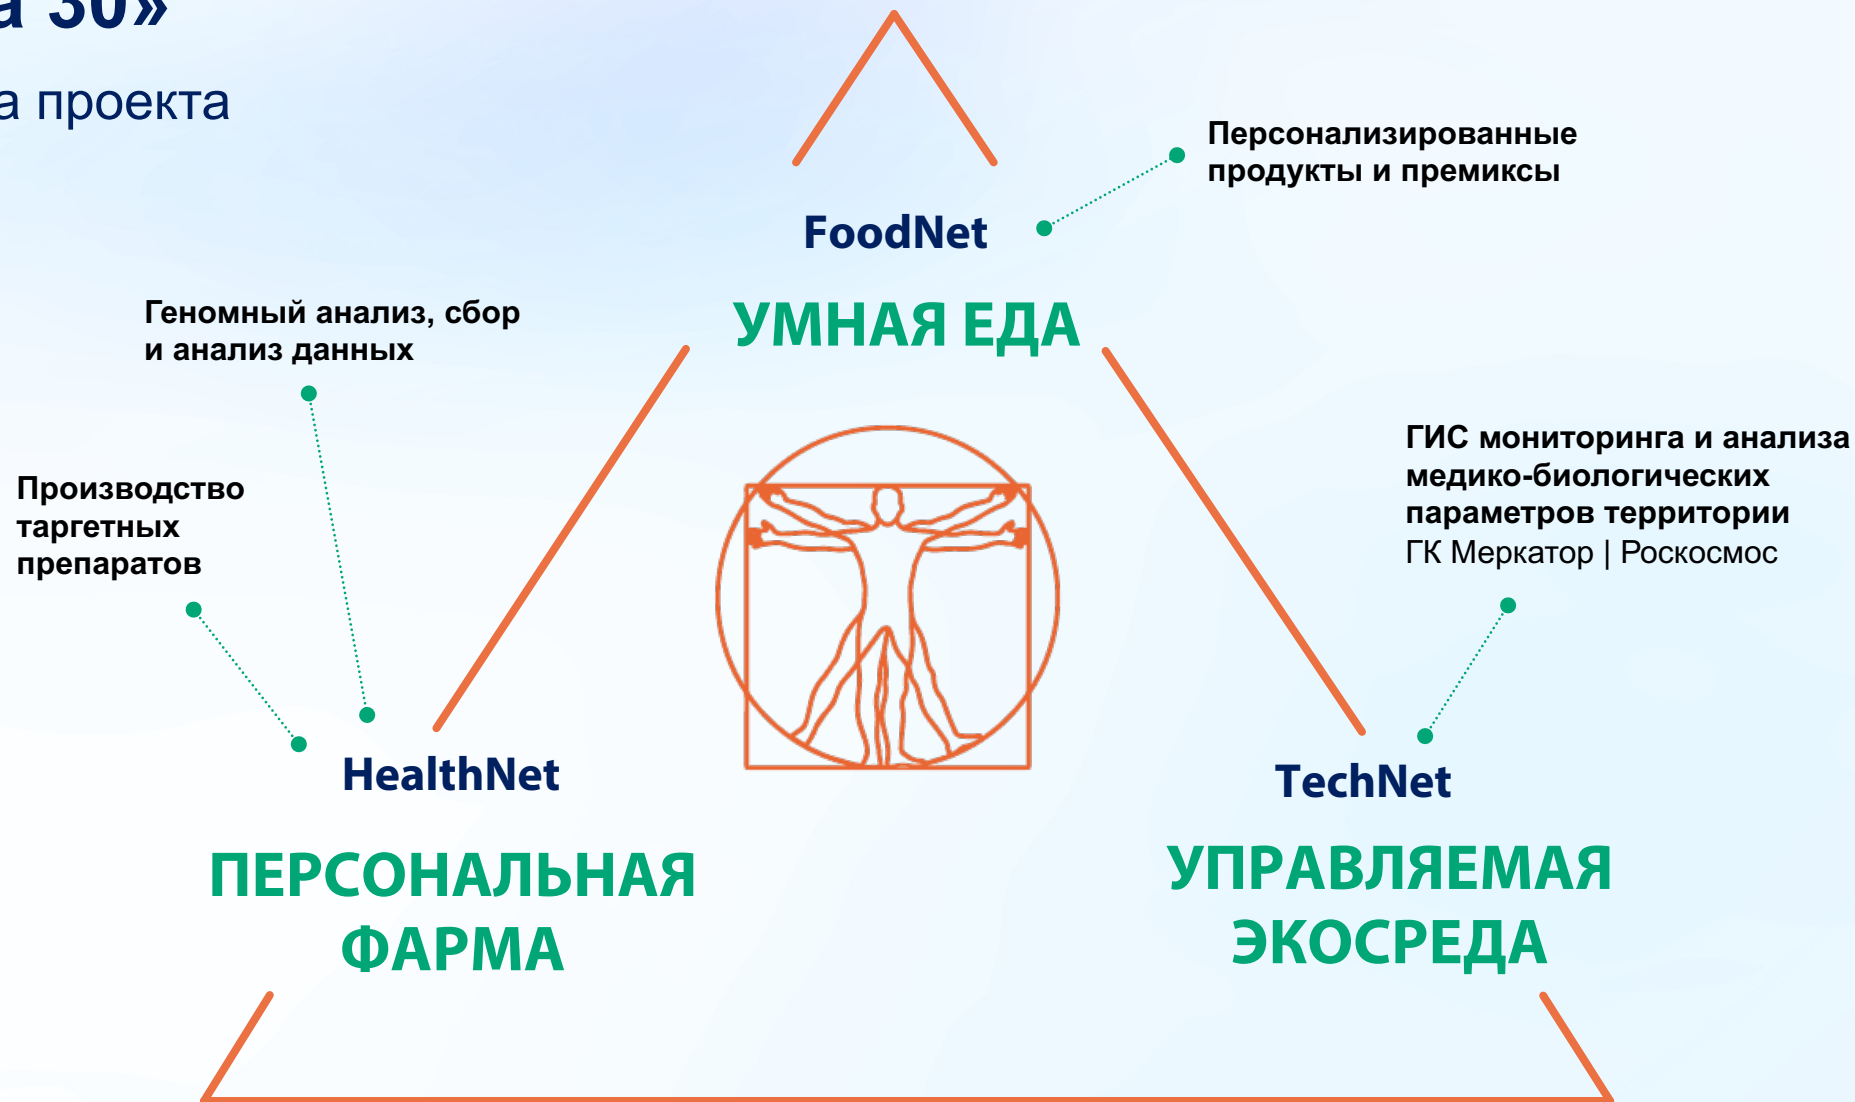 а 30»
а проекта
Персонализированные
продукты и премиксы
FoodNet
УМНАЯ ЕДА
Геномный анализ, сбор
и анализ данных
Производство
таргетных
препаратов
ГИС мониторинга и анализа
медико-биологических
параметров территории
ГК Меркатор | Роскосмос
HealthNet
ПЕРСОНАЛЬНАЯ
ФАРМА
TechNet
УПРАВЛЯЕМАЯ
ЭКОСРЕДА